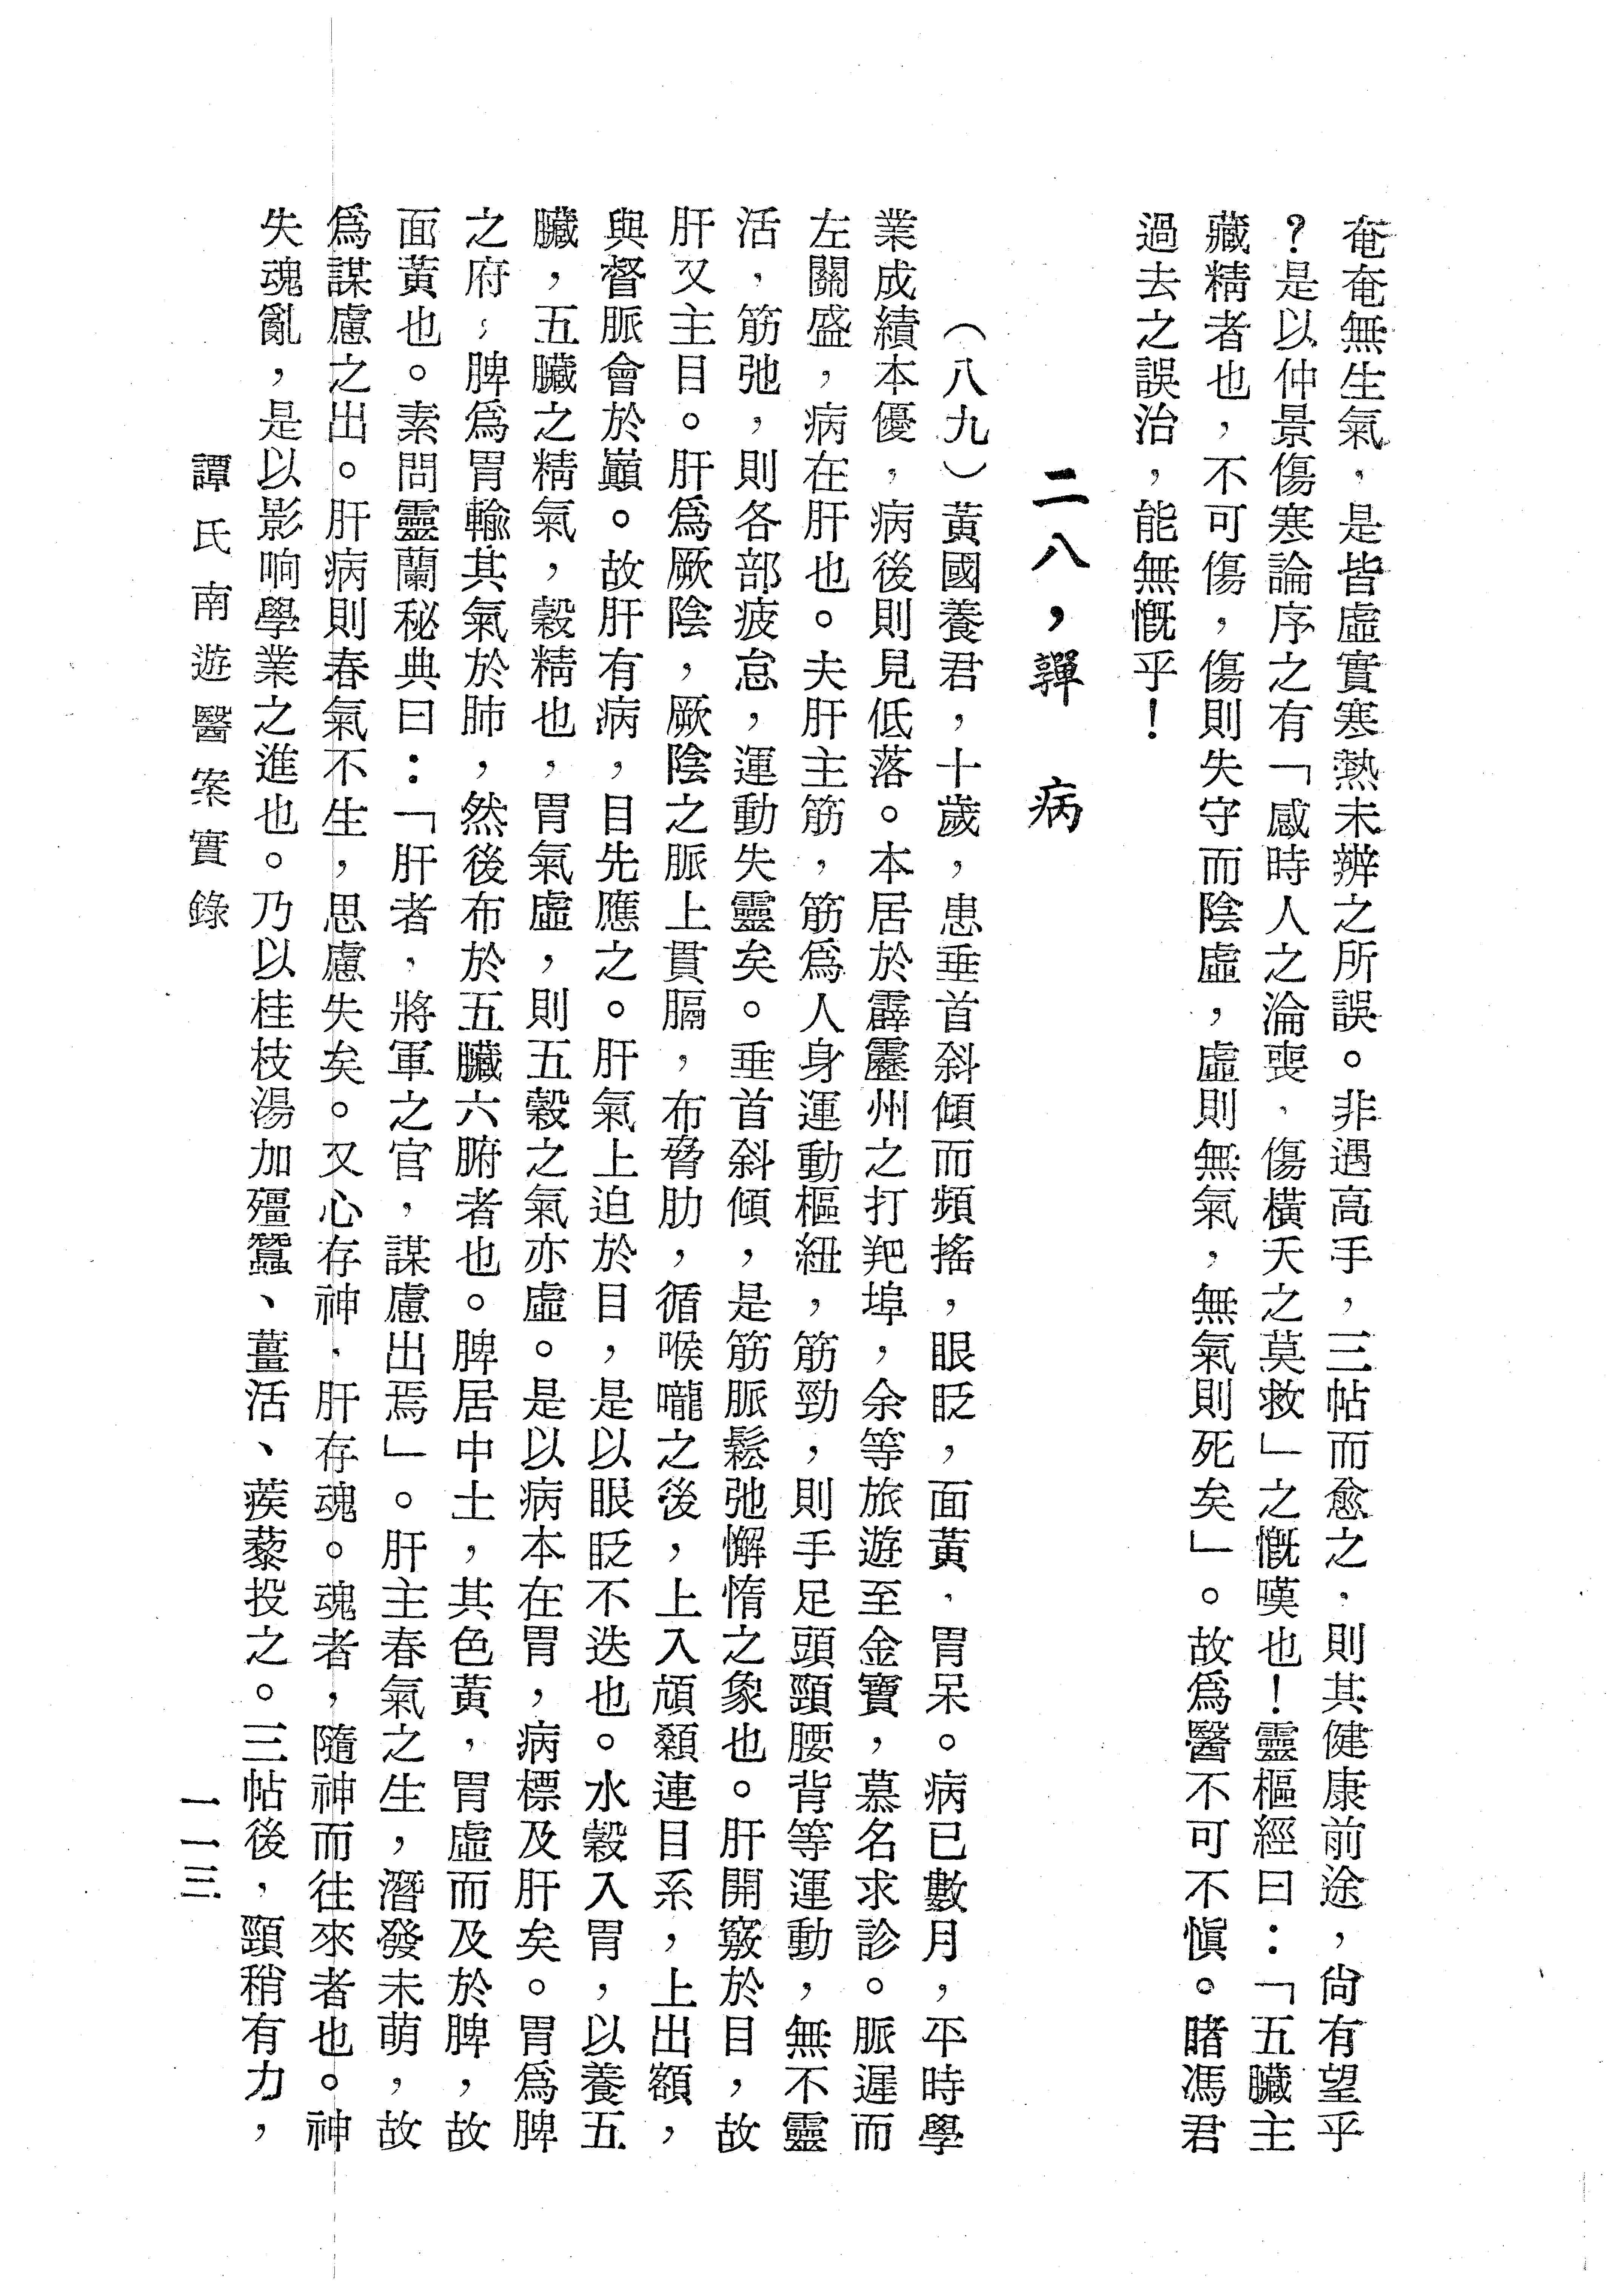 奄奄無生氣，是皆虛實寒熱未辨之所誤。非遇高手，三帖而愈之，則其健康前途，尙有望乎
？是以仲景傷寒論序之有「感時人之淪喪，傷橫夭之莫救」之慨嘆也！靈樞經曰：「五臟主
藏精者也，不可傷，傷則失守而陰虛，虛則無氣，無氣則死矣」。故爲醫不可不愼。睹馮君
過去之誤治，能無慨乎！
二八，軃　病
（八九）黃國養君，十歲，患垂首斜傾而頻搖，眼眨，面黃，胃呆。病已數月，平時學
業成績本優，病後則見低落。本居於霹靂州之打羓埠，余等旅遊至金寶，慕名求診。脈遲而
左關盛，病在肝也。夫肝主筋，筋爲人身運動樞紐，筋勁，則手足頭頸腰背等運動，無不靈
活，筋弛，則各部疲怠，運動失靈矣。垂首斜傾，是筋脈鬆弛懈惰之象也。肝開竅於目，故
肝又主目。肝爲厥陰，厥陰之脈上貫膈，布脅肋，循喉嚨之後，上入頏顙連目系，上出額，
與督脈會於巔。故肝有病，目先應之。肝氣上迫於目，是以眼眨不迭也。水穀入胃，以養五
臟，五臟之精氣，穀精也，胃氣虛，則五穀之氣亦虛。是以病本在胃，病標及肝矣。胃爲脾
之府；脾爲胃輸其氣於肺，然後布於五臟六腑者也。脾居中土，其色黃，胃虛而及於脾，故
面黃也。素問靈蘭秘典曰：「肝者，將軍之官，謀慮出焉」。肝主春氣之生，潛發未萌，故
爲謀慮之出。肝病則春氣不生，思慮失矣。又心存神，肝存魂。魂者，隨神而往來者也。神
失魂亂，是以影响學業之進也。乃以桂枝湯加殭蠶、薑活、蒺藜投之。三帖後，頸稍有力，
譚氏南遊醫案實錄
一一三